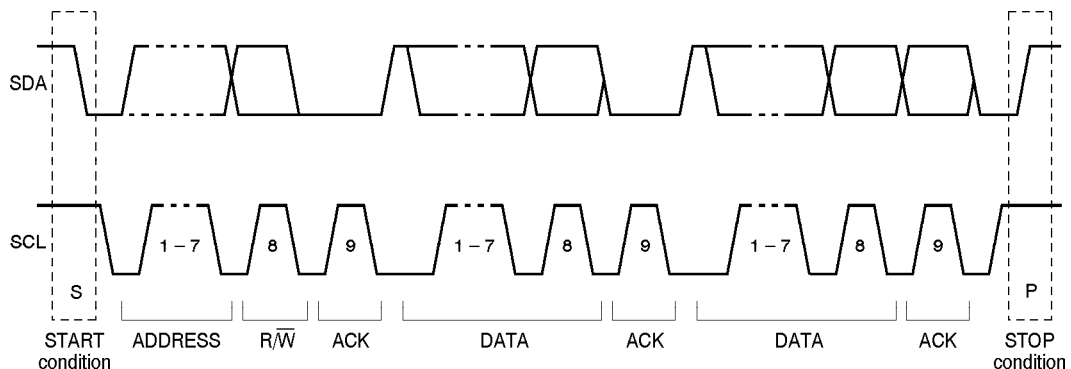 SDA
SCL
1 – 7 8 9 1 – 7 8 9 1 – 7 8 9
S P
START ADDRESS R/W̅ ACK DATA ACK DATA ACK STOP
condition condition